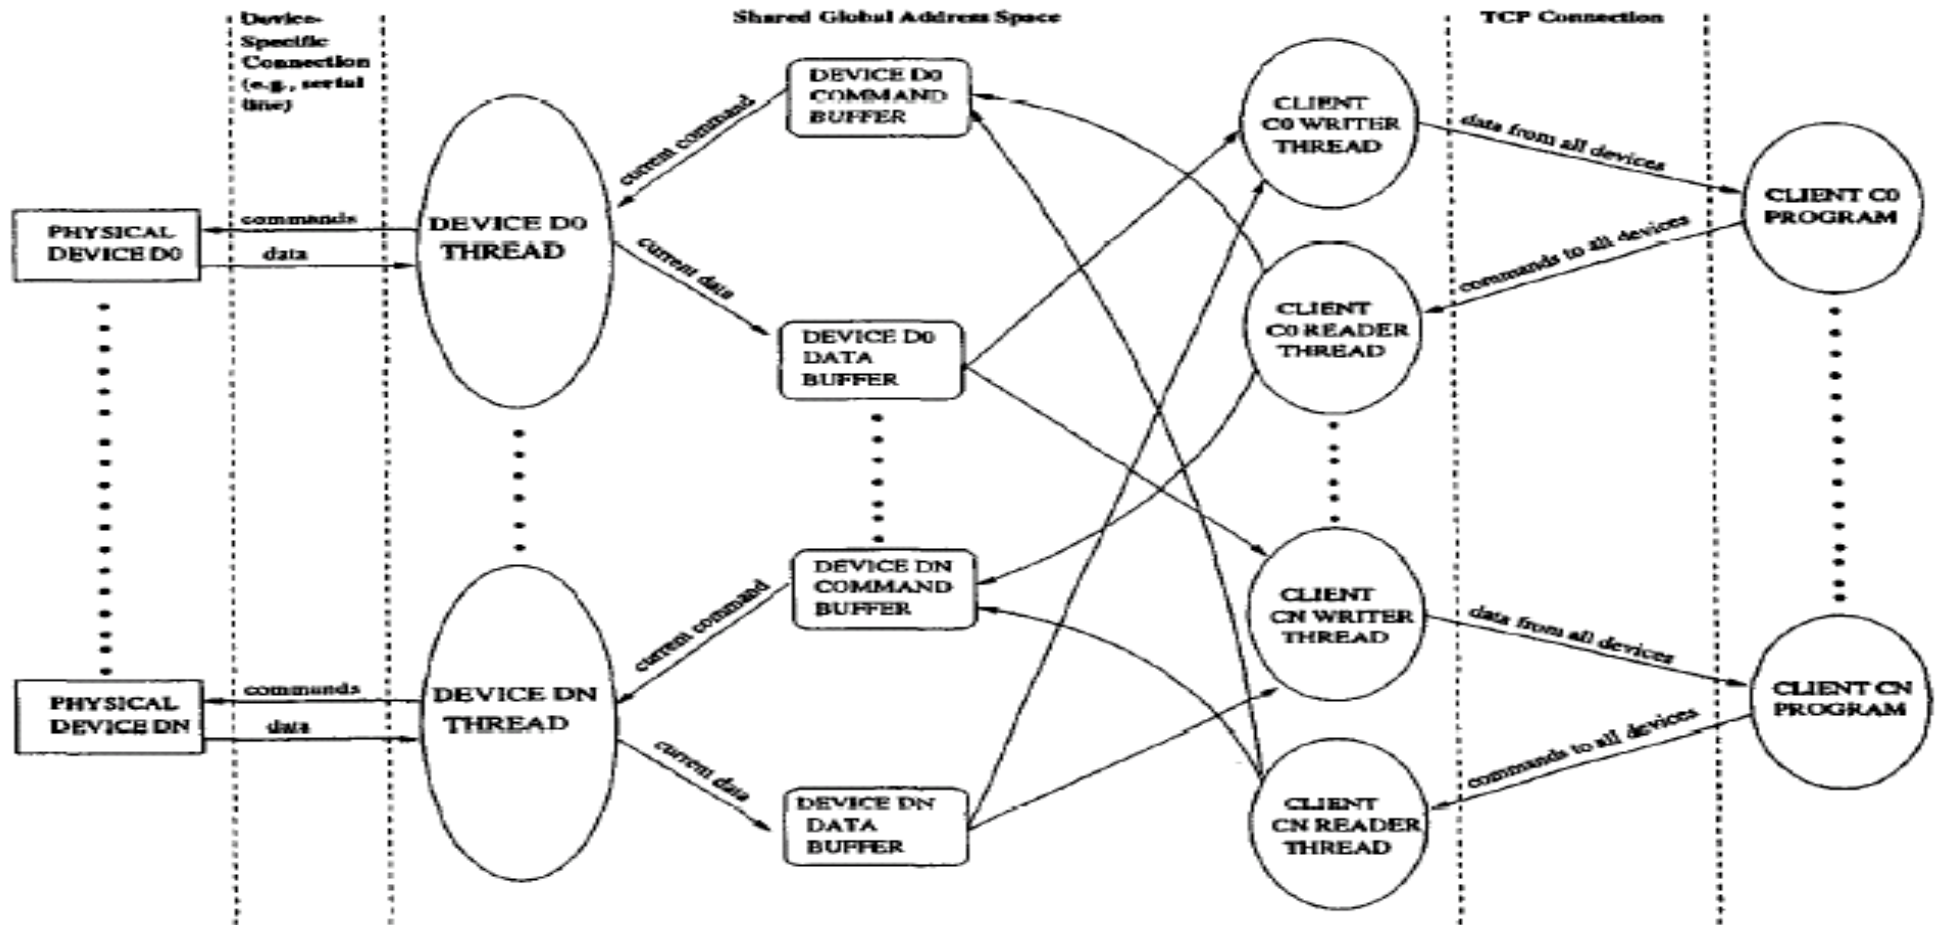 Device-
Specific
Connection
(e.g., serial
line)
Shared Global Address Space
TCP Connection
DEVICE D0
COMMAND
BUFFER
current command
CLIENT
C0 WRITER
THREAD
data from all devices
CLIENT C0
PROGRAM
commands to all devices
PHYSICAL
DEVICE D0
commands
data
DEVICE D0
THREAD
current data
DEVICE D0
DATA
BUFFER
CLIENT
C0 READER
THREAD
DEVICE DN
COMMAND
BUFFER
current command
CLIENT
CN WRITER
THREAD
data from all devices
CLIENT CN
PROGRAM
commands to all devices
PHYSICAL
DEVICE DN
commands
data
DEVICE DN
THREAD
current data
DEVICE DN
DATA
BUFFER
CLIENT
CN READER
THREAD